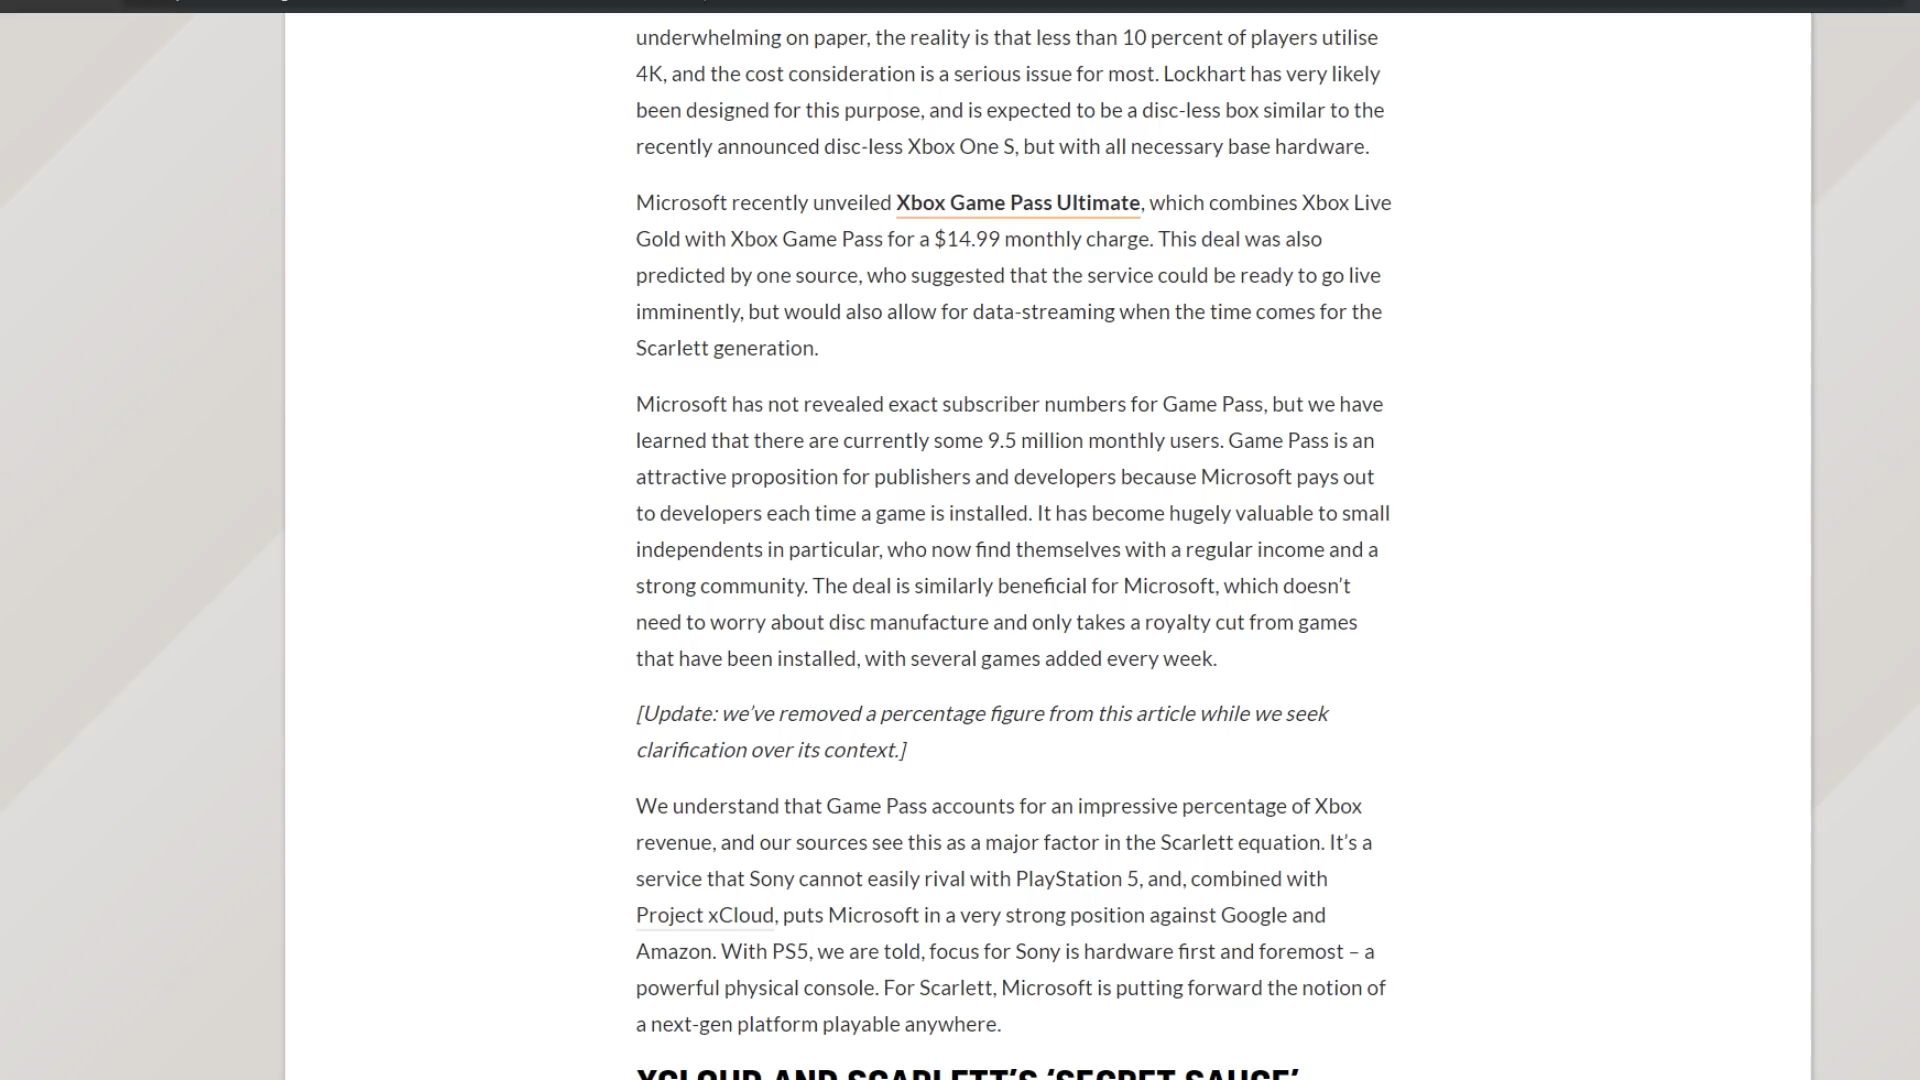 underwhelming on paper, the reality is that less than 10 percent of players utilise
4K, and the cost consideration is a serious issue for most. Lockhart has very likely
been designed for this purpose, and is expected to be a disc-less box similar to the
recently announced disc-less Xbox One S, but with all necessary base hardware.
Microsoft recently unveiled Xbox Game Pass Ultimate, which combines Xbox Live
Gold with Xbox Game Pass for a $14.99 monthly charge. This deal was also
predicted by one source, who suggested that the service could be ready to go live
imminently, but would also allow for data-streaming when the time comes for the
Scarlett generation.
Microsoft has not revealed exact subscriber numbers for Game Pass, but we have
learned that there are currently some 9.5 million monthly users. Game Pass is an
attractive proposition for publishers and developers because Microsoft pays out
to developers each time a game is installed. It has become hugely valuable to small
independents in particular, who now find themselves with a regular income and a
strong community. The deal is similarly beneficial for Microsoft, which doesn’t
need to worry about disc manufacture and only takes a royalty cut from games
that have been installed, with several games added every week.
[Update: we’ve removed a percentage figure from this article while we seek
clarification over its context.]
We understand that Game Pass accounts for an impressive percentage of Xbox
revenue, and our sources see this as a major factor in the Scarlett equation. It’s a
service that Sony cannot easily rival with PlayStation 5, and, combined with
Project xCloud, puts Microsoft in a very strong position against Google and
Amazon. With PS5, we are told, focus for Sony is hardware first and foremost – a
powerful physical console. For Scarlett, Microsoft is putting forward the notion of
a next-gen platform playable anywhere.
XCLOUD AND SCARLETT’S ‘SECRET SAUCE’